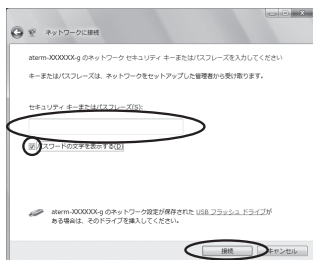 ネットワークに接続
aterm-XXXXXX-g のネットワーク セキュリティ キーまたはパスフレーズを入力してください
キーまたはパスフレーズは、ネットワークをセットアップした管理者から受け取ります。
セキュリティ キーまたはパスフレーズ(S):
パスワードの文字を表示する(D)
aterm-XXXXXX-g のネットワーク設定が保存された USB フラッシュ ドライブが
ある場合は、そのドライブを挿入してください。
接続 キャンセル